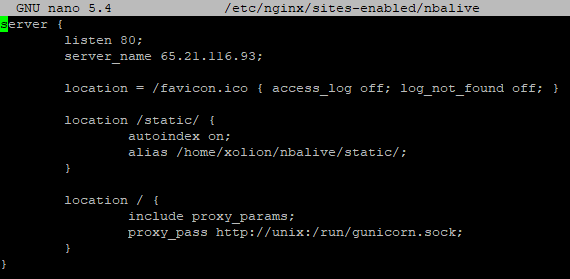 GNU nano 5.4 /etc/nginx/sites-enabled/nbalive
server {
listen 80;
server_name 65.21.116.93;
location = /favicon.ico { access_log off; log_not_found off; }
location /static/ {
autoindex on;
alias /home/xolion/nbalive/static/;
}
location / {
include proxy_params;
proxy_pass http://unix:/run/gunicorn.sock;
}
}